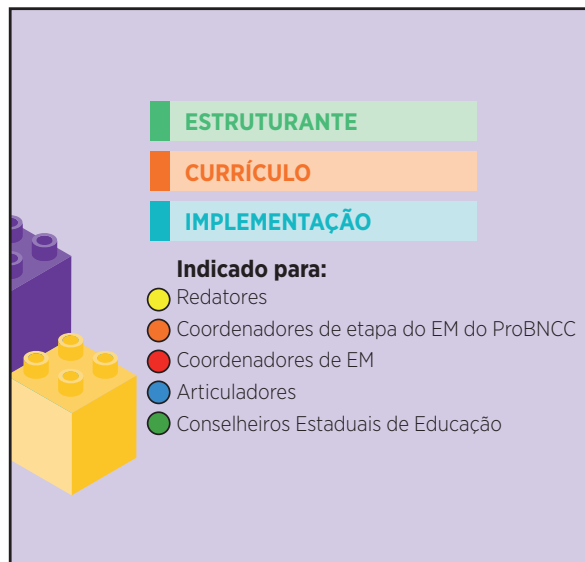 ESTRUTURANTE
CURRÍCULO
IMPLEMENTAÇÃO
Indicado para:
Redatores
Coordenadores de etapa do EM do ProBNCC
Coordenadores de EM
Articuladores
Conselheiros Estaduais de Educação